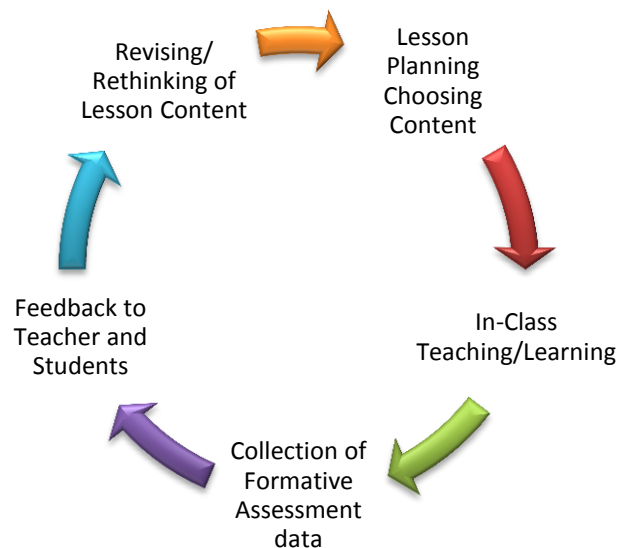 Revising/
Rethinking of
Lesson Content
Lesson
Planning
Choosing
Content
In-Class
Teaching/Learning
Collection of
Formative
Assessment
data
Feedback to
Teacher and
Students